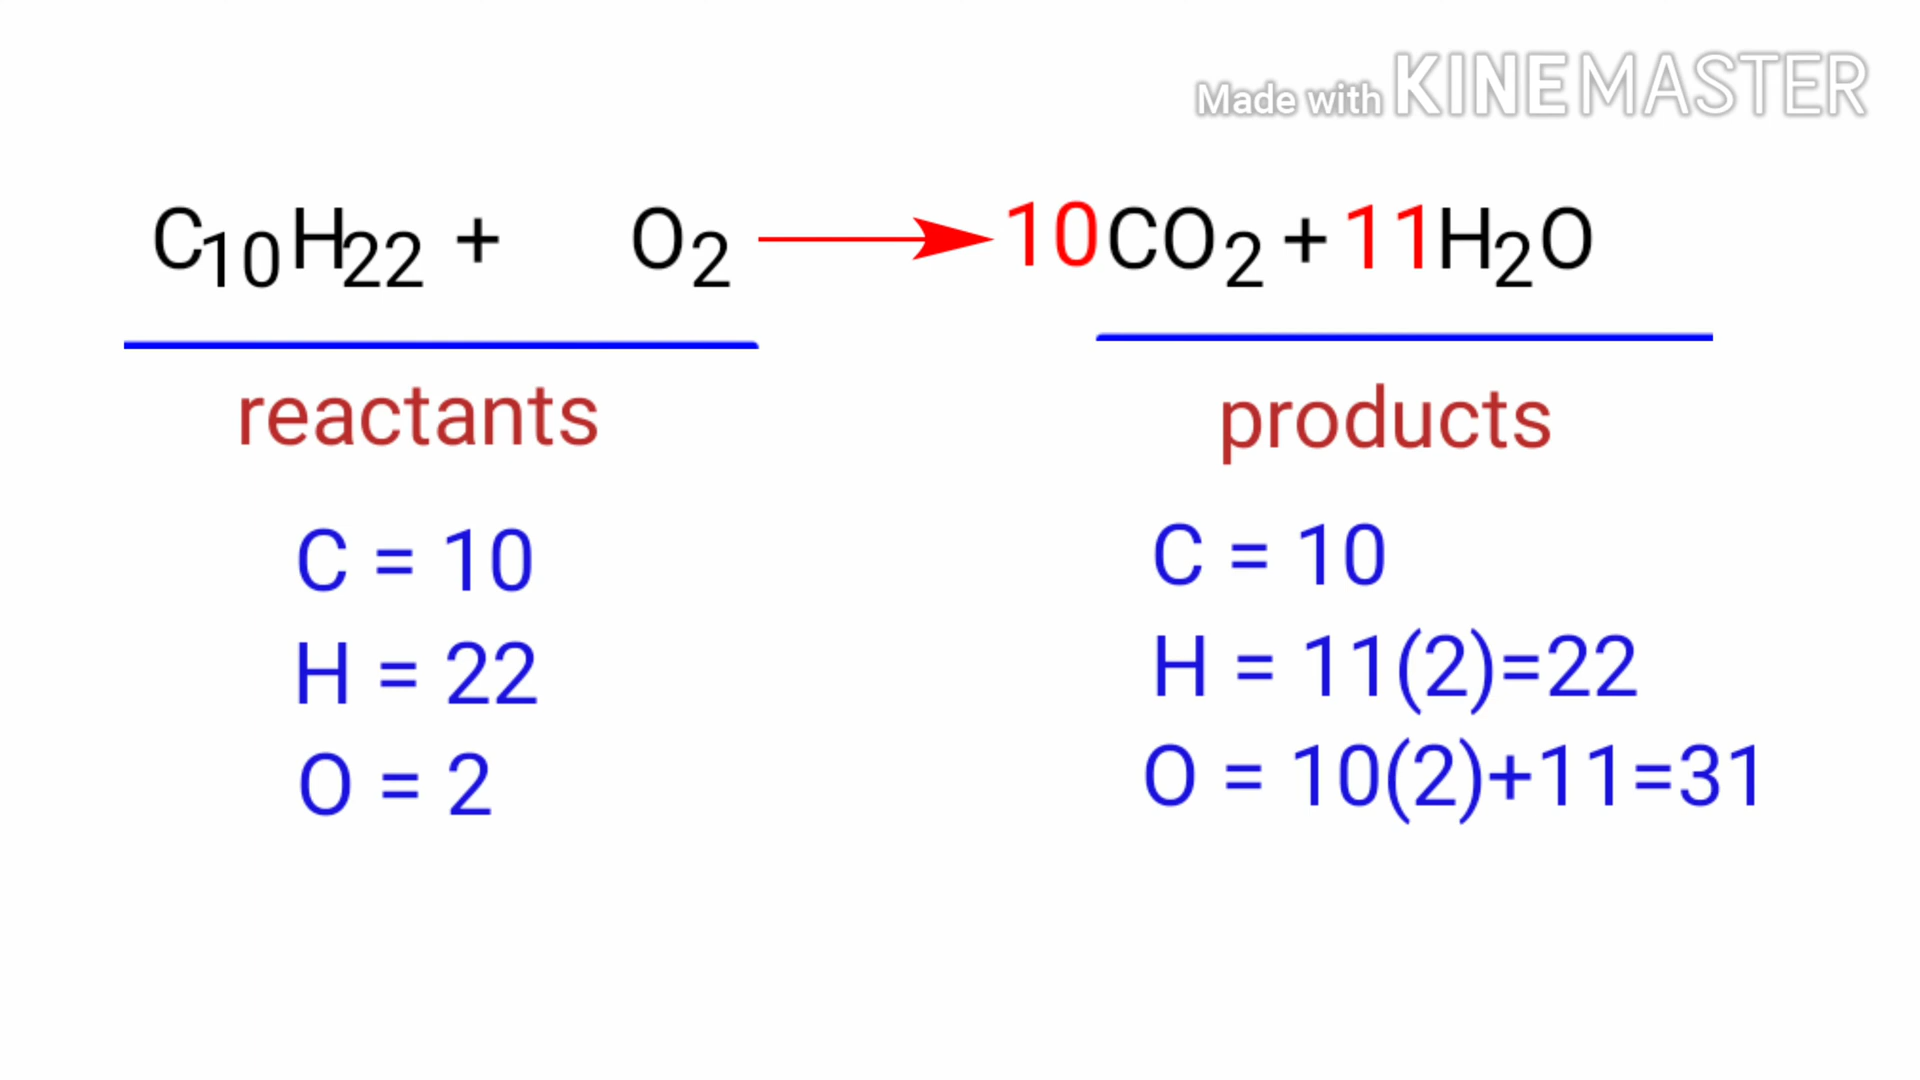 Made with KINEMASTER
C₁₀H₂₂ + O₂ ⟶ 10CO₂ + 11H₂O
reactants products
C = 10 C = 10
H = 22 H = 11(2)=22
O = 2 O = 10(2)+11=31